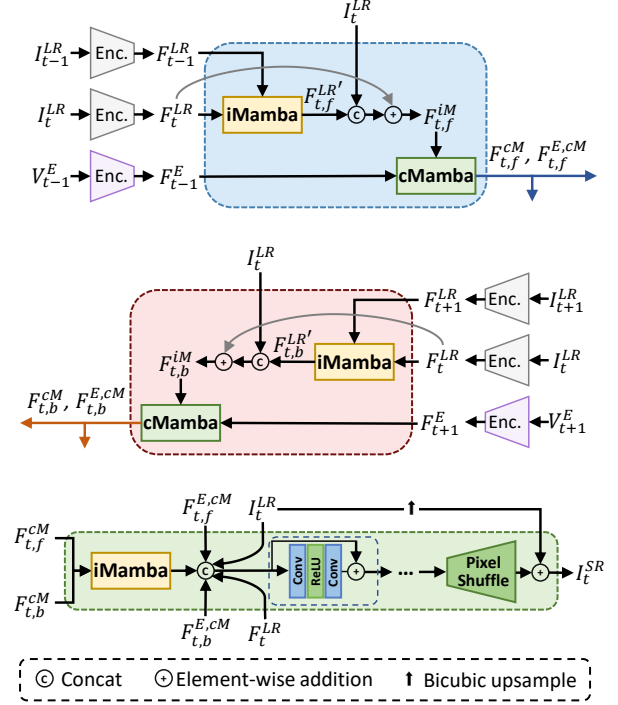 I_t^{LR}
I_{t-1}^{LR} Enc. F_{t-1}^{LR}
I_t^{LR} Enc. F_t^{LR} iMamba F_{t,f}^{LR'} c + F_{t,f}^{iM}
V_{t-1}^E Enc. F_{t-1}^E cMamba F_{t,f}^{cM}, F_{t,f}^{E,cM}
I_t^{LR}
F_{t+1}^{LR} Enc. I_{t+1}^{LR}
F_{t,b}^{iM} + c F_{t,b}^{LR'} iMamba F_t^{LR} Enc. I_t^{LR}
F_{t,b}^{cM}, F_{t,b}^{E,cM} cMamba F_{t+1}^E Enc. V_{t+1}^E
F_{t,f}^{E,cM} I_t^{LR}
F_{t,f}^{cM}
iMamba c Conv ReLU Conv + ... Pixel Shuffle + I_t^{SR}
F_{t,b}^{cM}
F_{t,b}^{E,cM} F_t^{LR}
c Concat + Element-wise addition ⬆ Bicubic upsample